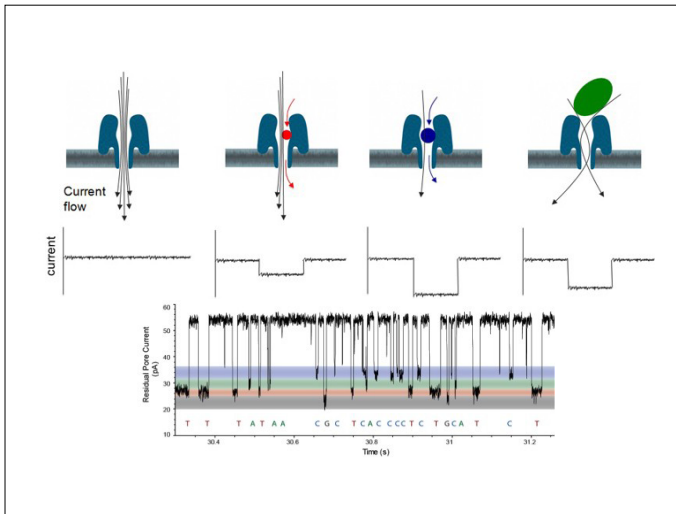 Current
flow
current
Residual Pore Current
(pA)
60
50
40
30
20
10
T T T A T A A C G C T C A C C C C T C T G C A T C T
30.4 30.6 30.8 31 31.2
Time (s)